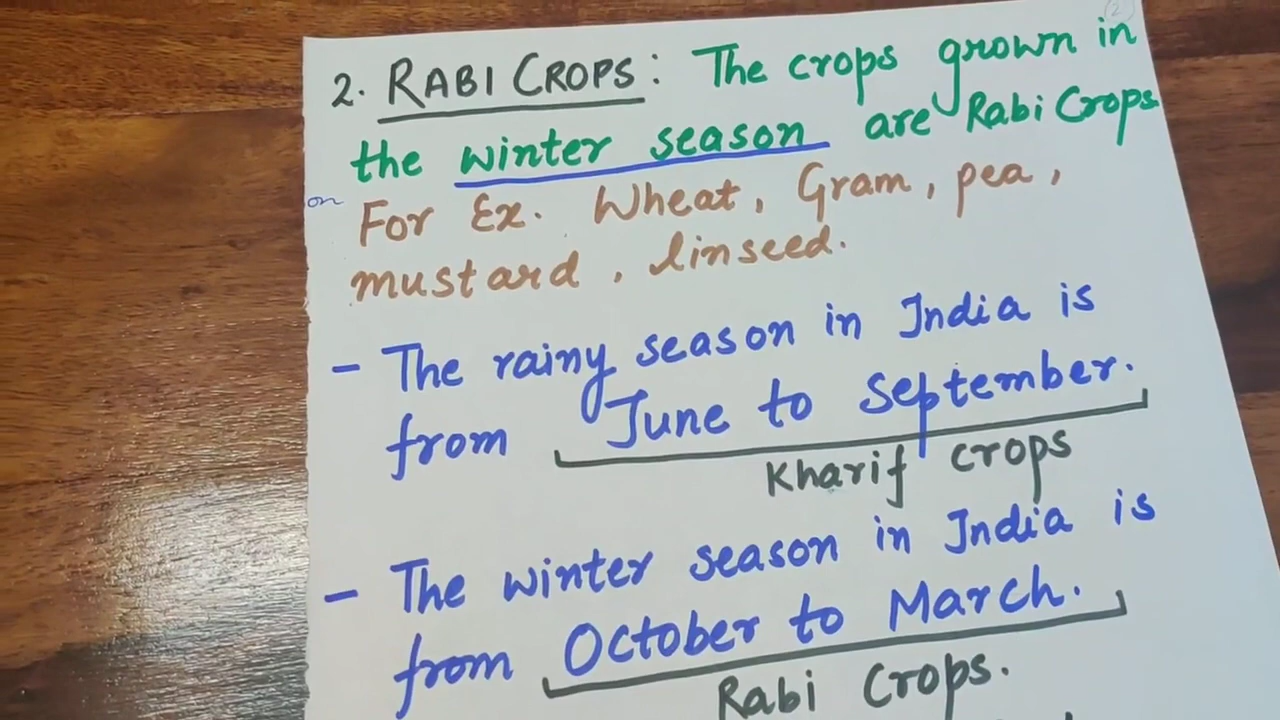 2. RABI CROPS: The crops grown in
the winter season are Rabi Crops
on
For Ex. Wheat, Gram, pea,
mustard, linseed.
- The rainy season in India is
from June to September.
Kharif crops
- The winter season in India is
from October to March.
Rabi Crops.